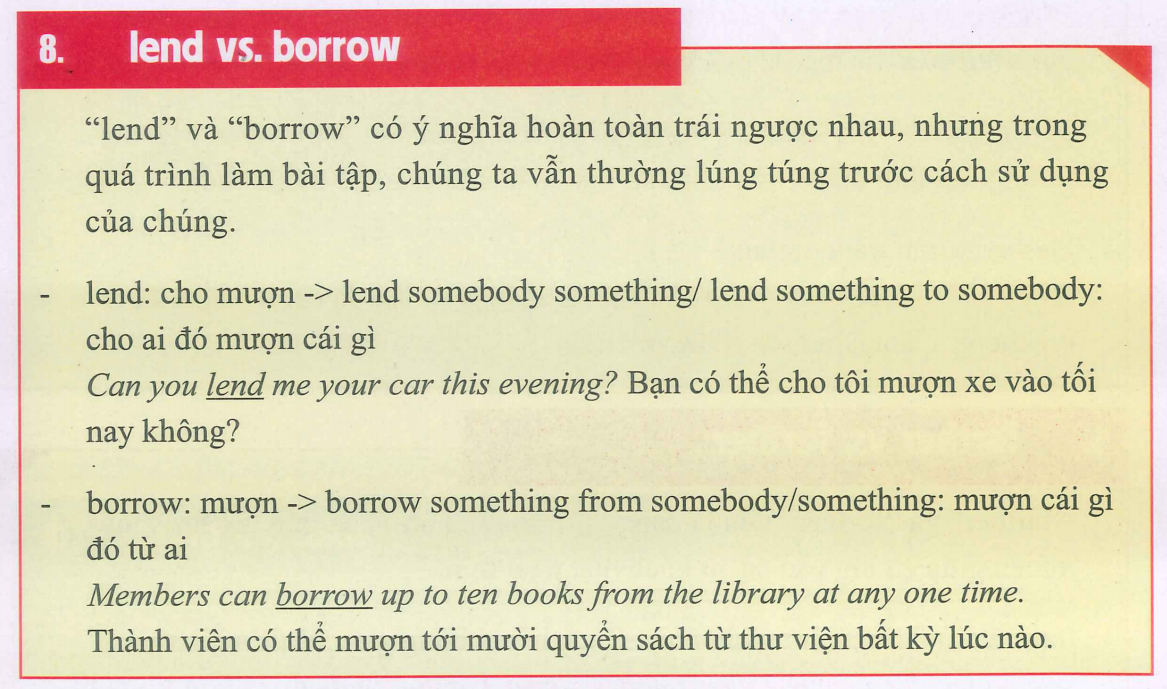 8. lend vs. borrow
“lend” và “borrow” có ý nghĩa hoàn toàn trái ngược nhau, nhưng trong
quá trình làm bài tập, chúng ta vẫn thường lúng túng trước cách sử dụng
của chúng.
- lend: cho mượn -> lend somebody something/ lend something to somebody:
cho ai đó mượn cái gì
Can you lend me your car this evening? Bạn có thể cho tôi mượn xe vào tối
nay không?
- borrow: mượn -> borrow something from somebody/something: mượn cái gì
đó từ ai
Members can borrow up to ten books from the library at any one time.
Thành viên có thể mượn tới mười quyển sách từ thư viện bất kỳ lúc nào.